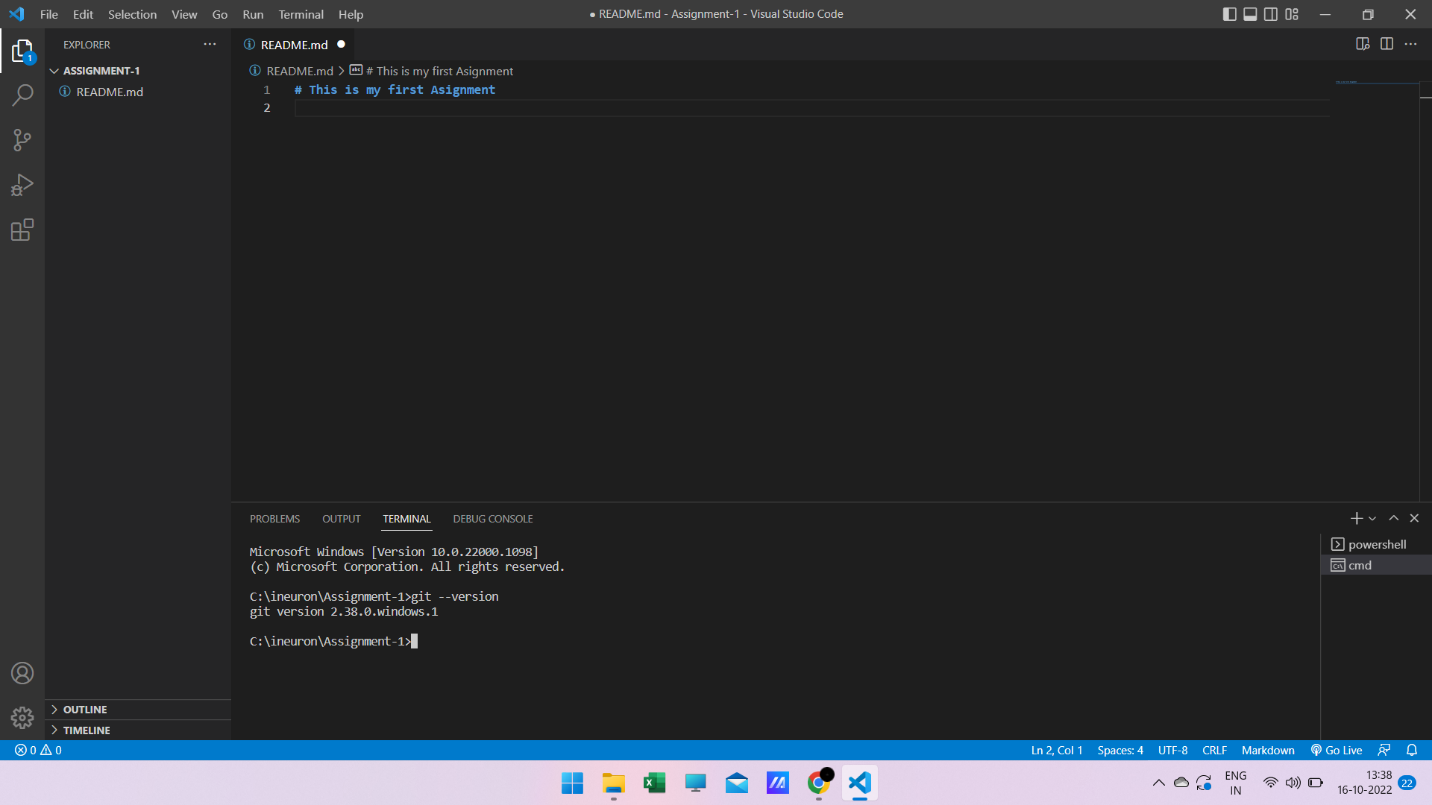 File Edit Selection View Go Run Terminal Help
● README.md - Assignment-1 - Visual Studio Code
1
EXPLORER
ASSIGNMENT-1
README.md
README.md
README.md > # This is my first Asignment
1 # This is my first Asignment
2
PROBLEMS OUTPUT TERMINAL DEBUG CONSOLE
Microsoft Windows [Version 10.0.22000.1098]
(c) Microsoft Corporation. All rights reserved.
C:\ineuron\Assignment-1>git --version
git version 2.38.0.windows.1
C:\ineuron\Assignment-1>
powershell
cmd
OUTLINE
TIMELINE
0 0
Ln 2, Col 1 Spaces: 4 UTF-8 CRLF Markdown Go Live
ENG
IN
13:38
16-10-2022
22